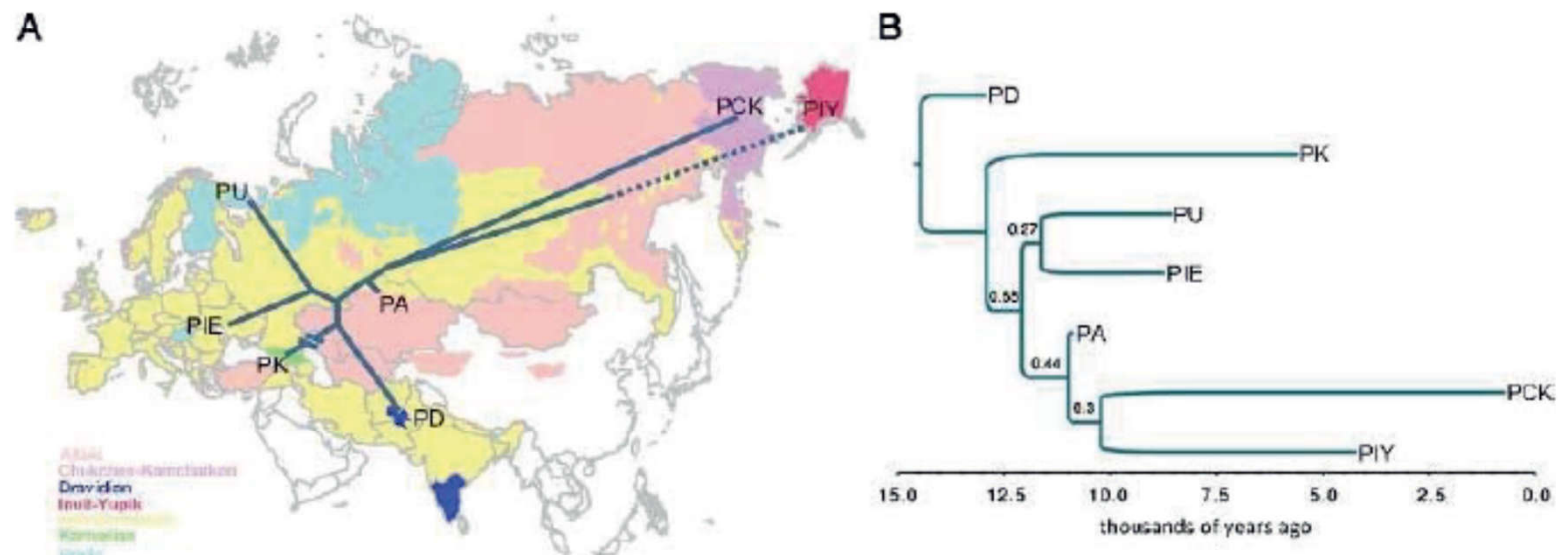 A
PCK
PIY
PU
PA
PIE
PK
PD
Altaic
Chukchee-Kamchatkan
Dravidian
Inuit-Yupik
Kartvelian
B
PD
PK
PU
0.27
PIE
0.55
PA
0.44
PCK
0.3
PIY
15.0 12.5 10.0 7.5 5.0 2.5 0.0
thousands of years ago